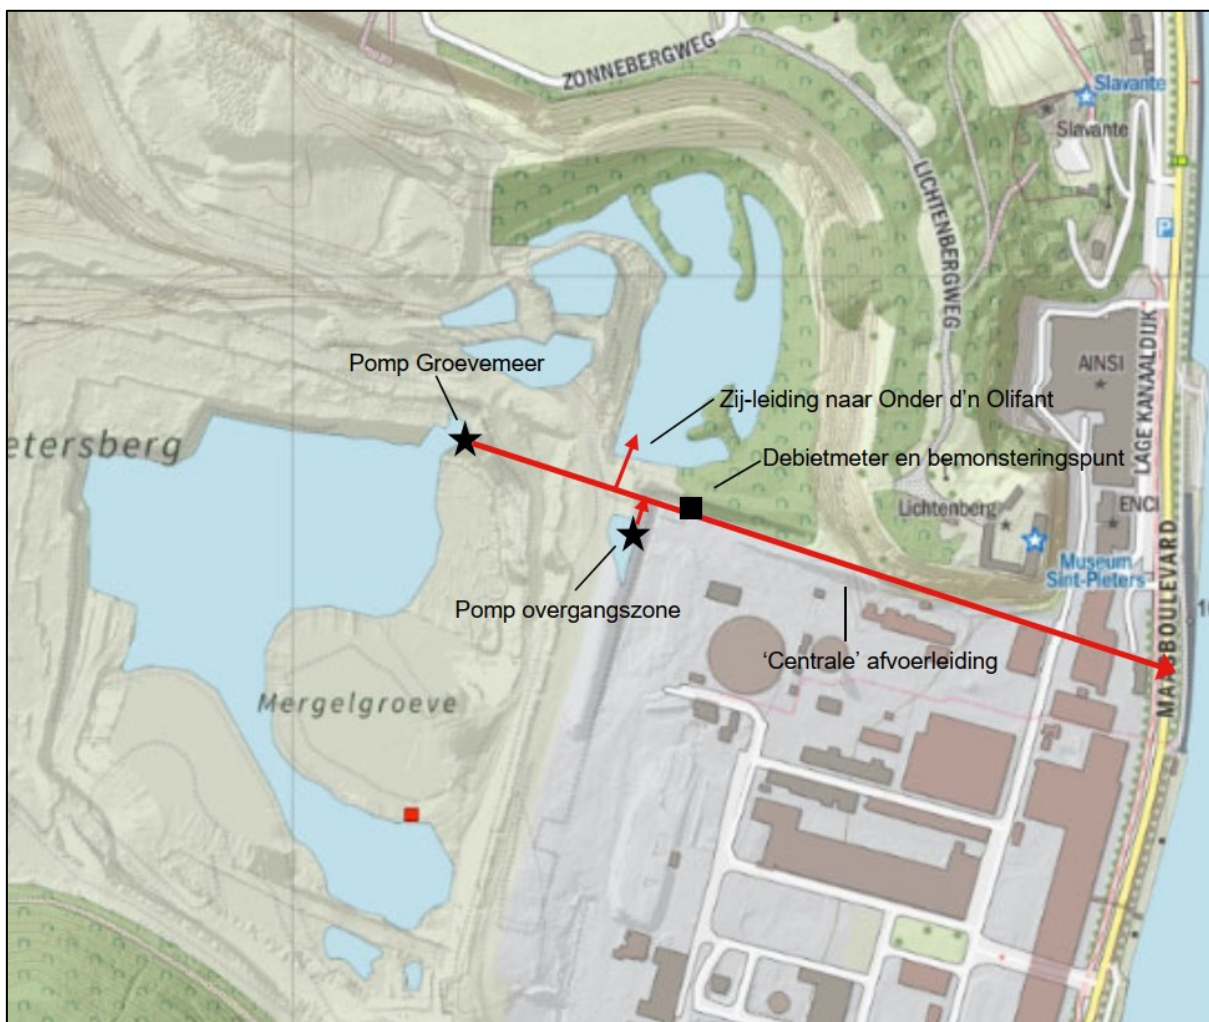 ZONNEBERGWEG
Slavante
Slavante
LICHTENBERGWEG
P
Pomp Groevemeer
AINSI
LAGE KANAALDIJK
Zij-leiding naar Onder d’n Olifant
etersberg
Debietmeter en bemonsteringspunt
Lichtenberg
ENCI
Museum
Sint-Pieters
MAASBOULEVARD
Pomp overgangszone
‘Centrale’ afvoerleiding
Mergelgroeve